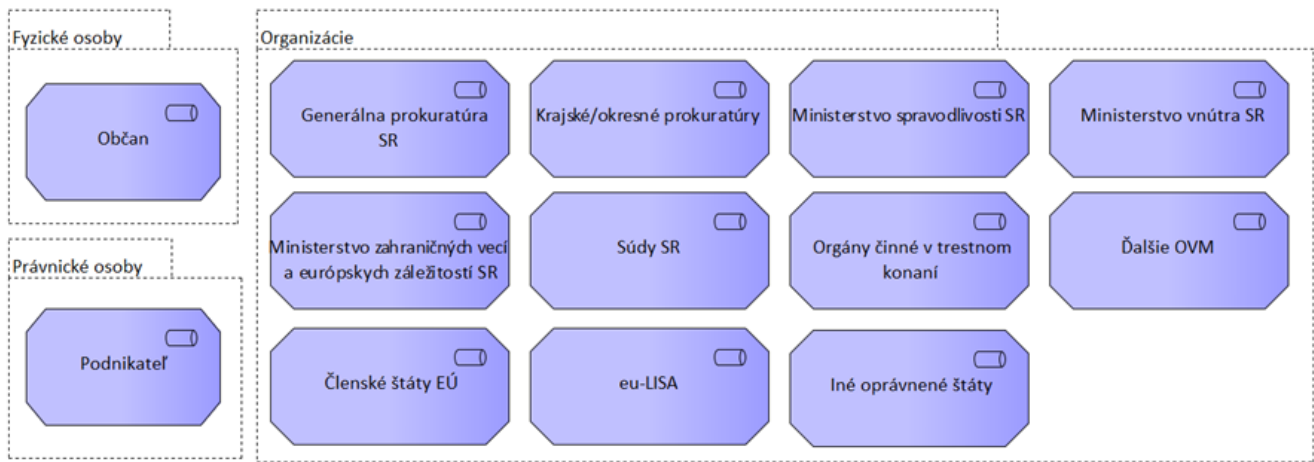 Fyzické osoby
Občan
Právnické osoby
Podnikateľ
Organizácie
Generálna prokuratúra
SR
Krajské/okresné prokuratúry
Ministerstvo spravodlivosti SR
Ministerstvo vnútra SR
Ministerstvo zahraničných vecí
a európskych záležitostí SR
Súdy SR
Orgány činné v trestnom
konaní
Ďalšie OVM
Členské štáty EÚ
eu-LISA
Iné oprávnené štáty